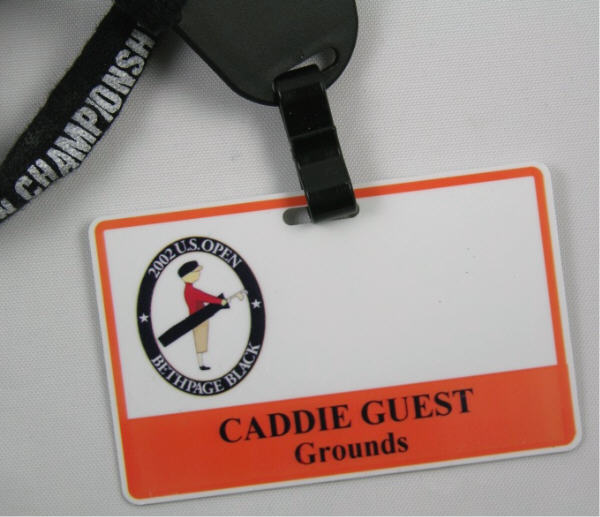 CHAMPIONSH
2002 U.S. OPEN
BETHPAGE BLACK
CADDIE GUEST
Grounds